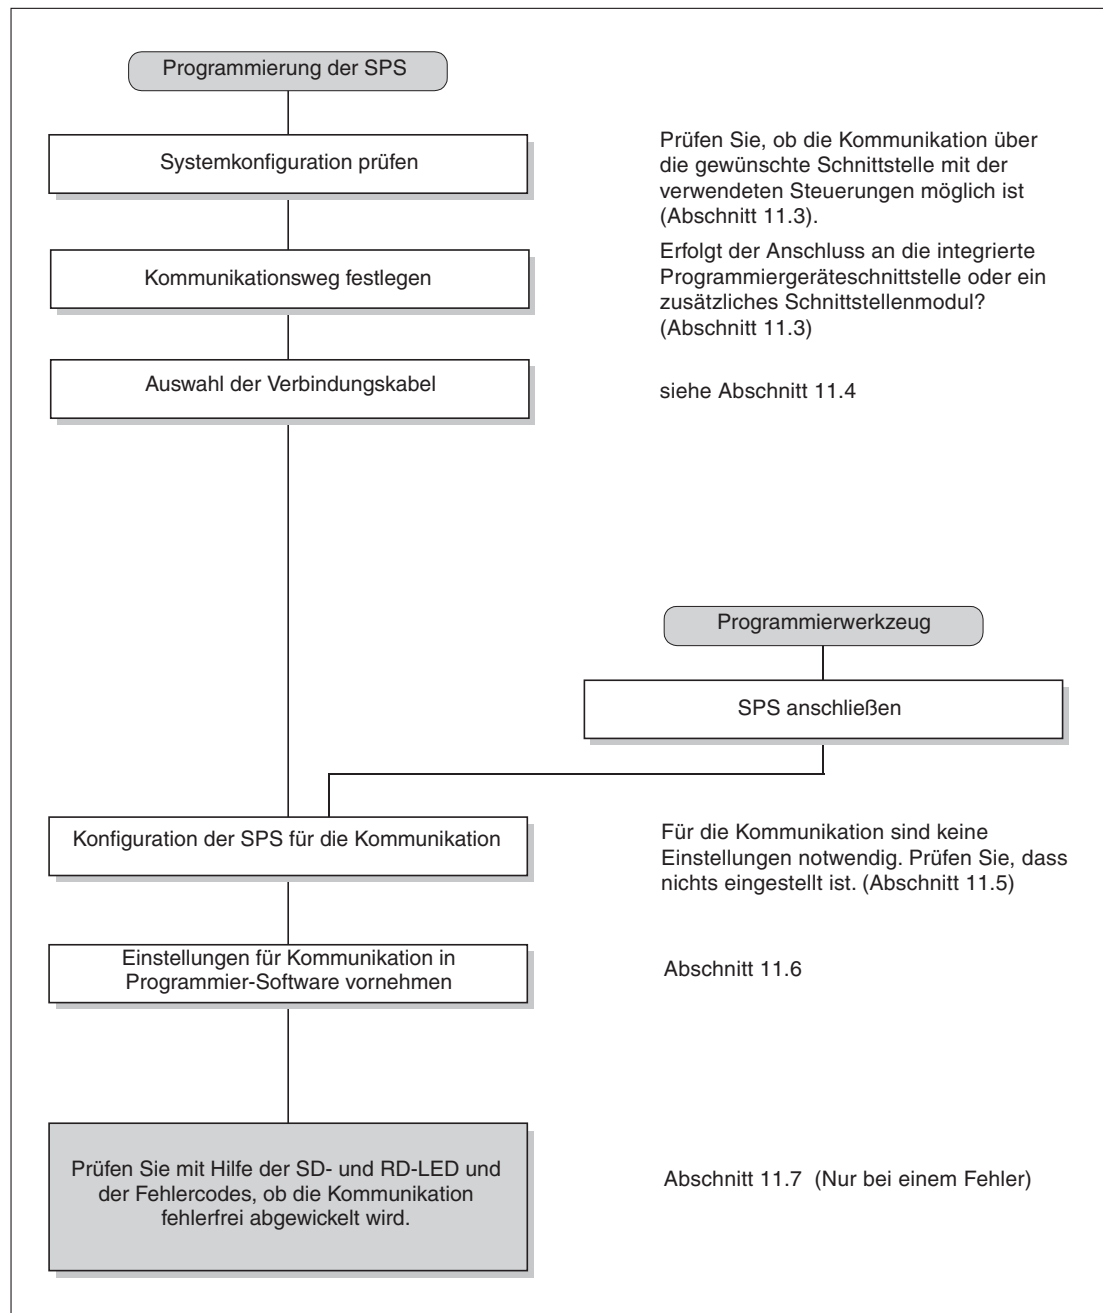 Programmierung der SPS
Systemkonfiguration prüfen
Prüfen Sie, ob die Kommunikation über
die gewünschte Schnittstelle mit der
verwendeten Steuerungen möglich ist
(Abschnitt 11.3).
Kommunikationsweg festlegen
Erfolgt der Anschluss an die integrierte
Programmiergeräteschnittstelle oder ein
zusätzliches Schnittstellenmodul?
(Abschnitt 11.3)
Auswahl der Verbindungskabel
siehe Abschnitt 11.4
Programmierwerkzeug
SPS anschließen
Konfiguration der SPS für die Kommunikation
Für die Kommunikation sind keine
Einstellungen notwendig. Prüfen Sie, dass
nichts eingestellt ist. (Abschnitt 11.5)
Einstellungen für Kommunikation in
Programmier-Software vornehmen
Abschnitt 11.6
Prüfen Sie mit Hilfe der SD- und RD-LED und
der Fehlercodes, ob die Kommunikation
fehlerfrei abgewickelt wird.
Abschnitt 11.7 (Nur bei einem Fehler)